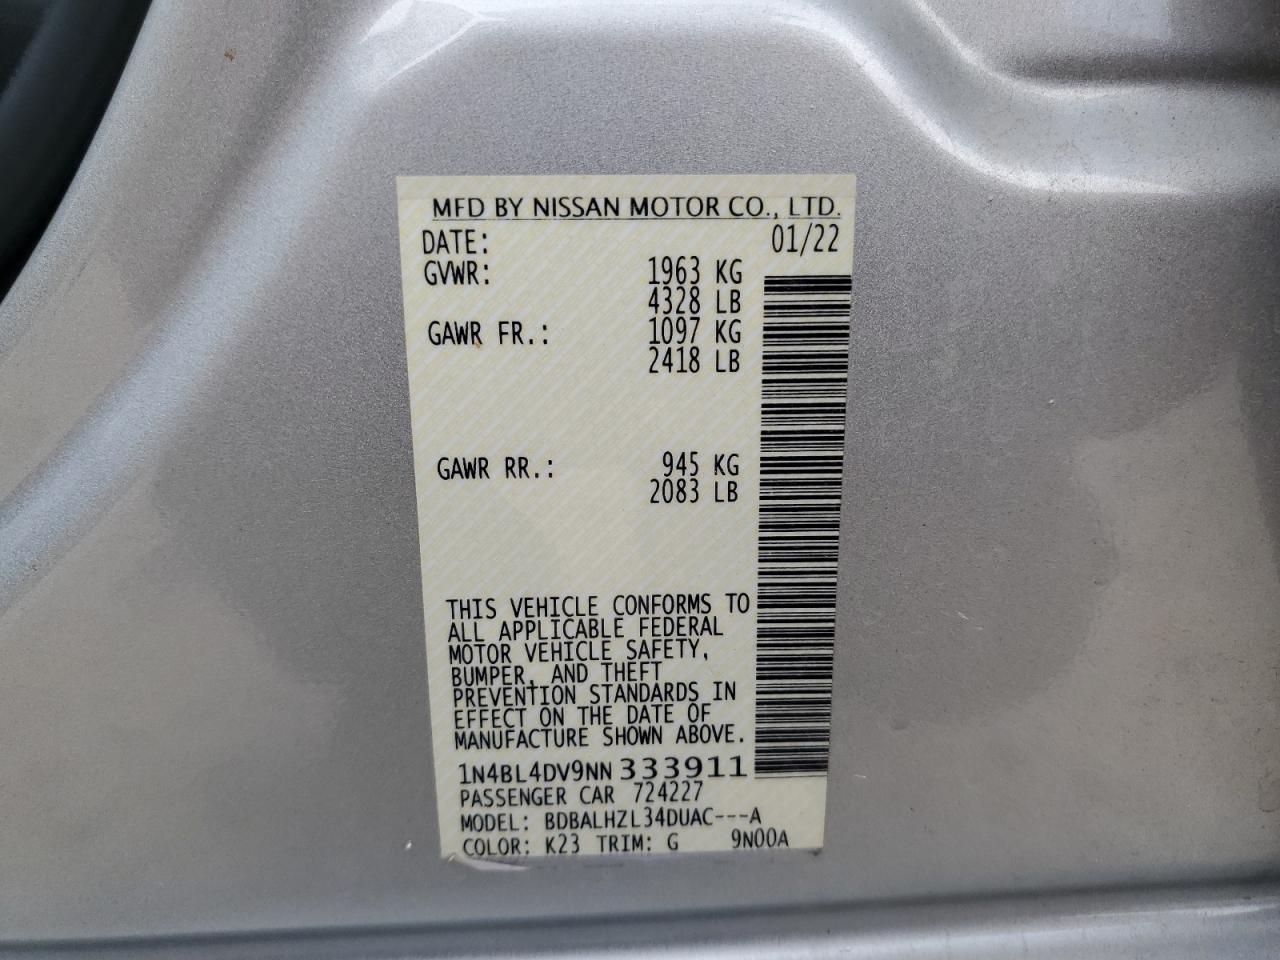 MFD BY NISSAN MOTOR CO., LTD.
DATE: 01/22
GVWR: 1963 KG
4328 LB
GAWR FR.: 1097 KG
2418 LB
GAWR RR.: 945 KG
2083 LB
THIS VEHICLE CONFORMS TO
ALL APPLICABLE FEDERAL
MOTOR VEHICLE SAFETY,
BUMPER, AND THEFT
PREVENTION STANDARDS IN
EFFECT ON THE DATE OF
MANUFACTURE SHOWN ABOVE.
1N4BL4DV9NN333911
PASSENGER CAR 724227
MODEL: BDBALHZL34DUAC---A
COLOR: K23 TRIM: G 9N00A